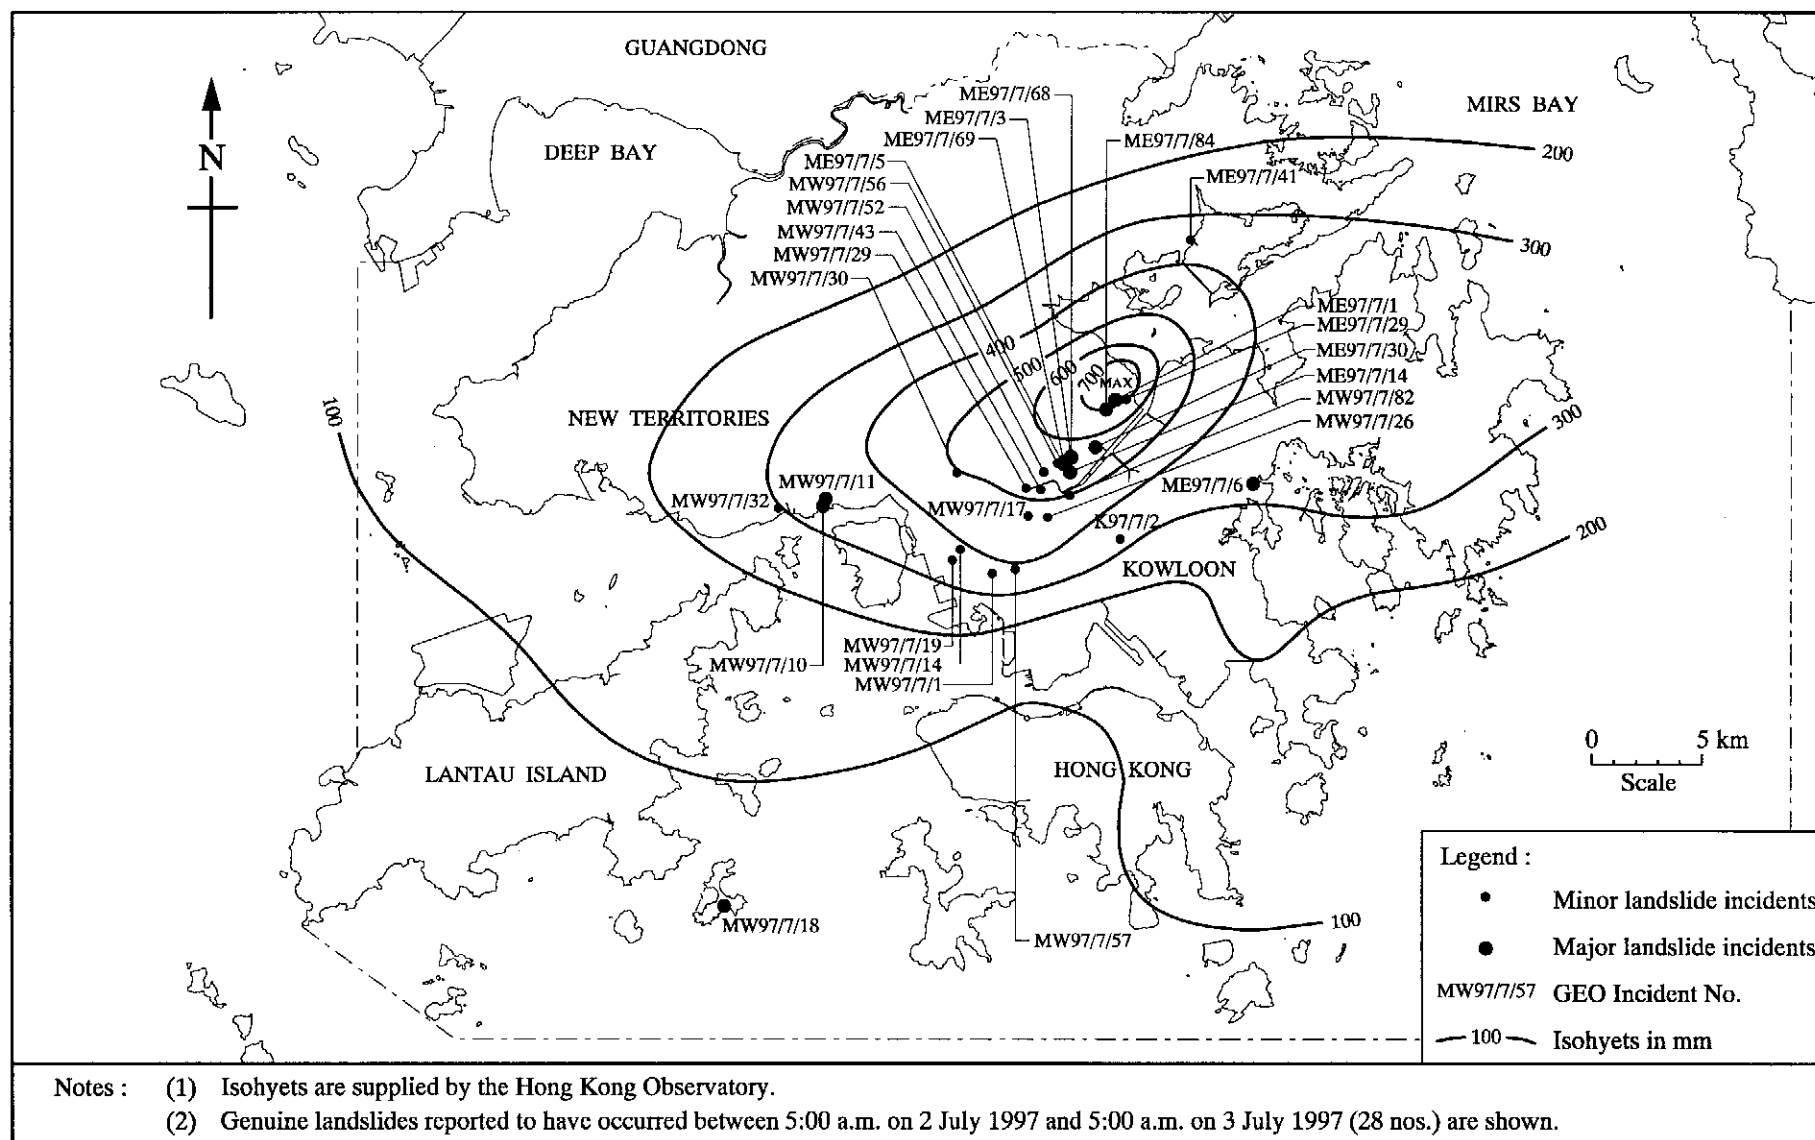 GUANGDONG
MIRS BAY
DEEP BAY
N
ME97/7/68
ME97/7/3
ME97/7/69
ME97/7/5
MW97/7/56
MW97/7/52
MW97/7/43
MW97/7/29
MW97/7/30
ME97/7/84
ME97/7/41
200
300
400
500
600
700
MAX
ME97/7/1
ME97/7/29
ME97/7/30
ME97/7/14
MW97/7/82
MW97/7/26
100
NEW TERRITORIES
300
MW97/7/11
MW97/7/32
MW97/7/17
ME97/7/6
K97/7/2
200
KOWLOON
MW97/7/19
MW97/7/14
MW97/7/1
MW97/7/10
LANTAU ISLAND
HONG KONG
0 5 km
Scale
MW97/7/18
MW97/7/57
100
Legend :
Minor landslide incidents
Major landslide incidents
MW97/7/57 GEO Incident No.
100 Isohyets in mm
Notes : (1) Isohyets are supplied by the Hong Kong Observatory.
(2) Genuine landslides reported to have occurred between 5:00 a.m. on 2 July 1997 and 5:00 a.m. on 3 July 1997 (28 nos.) are shown.